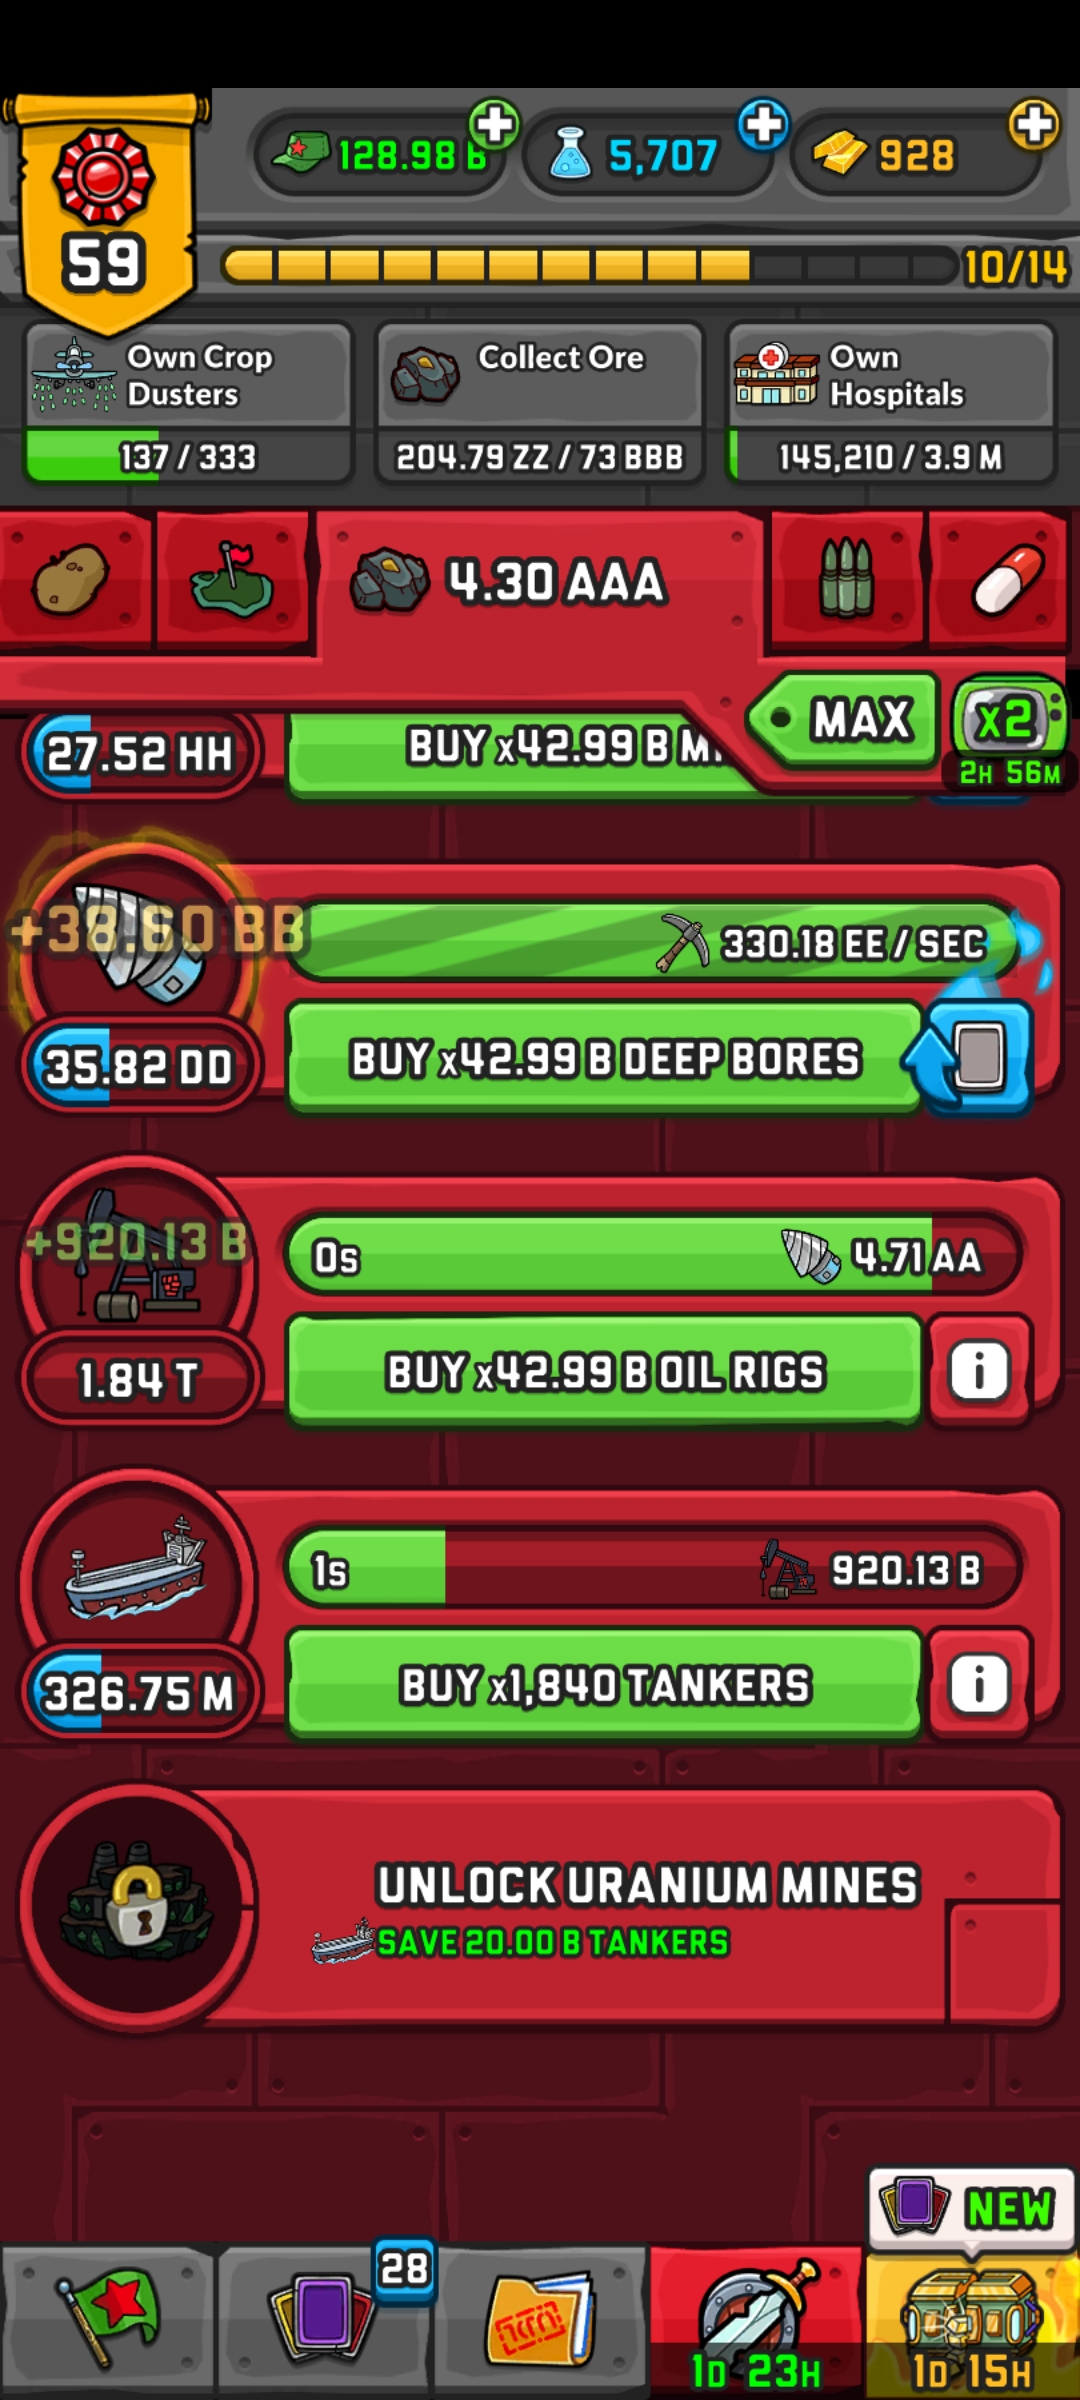 128.98 B
5,707
928
59
10/14
Own Crop
Dusters
137 / 333
Collect Ore
204.79 ZZ / 73 BBB
Own
Hospitals
145,210 / 3.9 M
4.30 AAA
MAX
x2
2H 56M
27.52 HH
BUY x42.99 B
+38.60 BB
330.18 EE / SEC
35.82 DD
BUY x42.99 B DEEP BORES
+920.13 B
0s
4.71 AA
1.84 T
BUY x42.99 B OIL RIGS
1s
920.13 B
326.75 M
BUY x1,840 TANKERS
UNLOCK URANIUM MINES
SAVE 20.00 B TANKERS
NEW
28
1D 23H
1D 15H